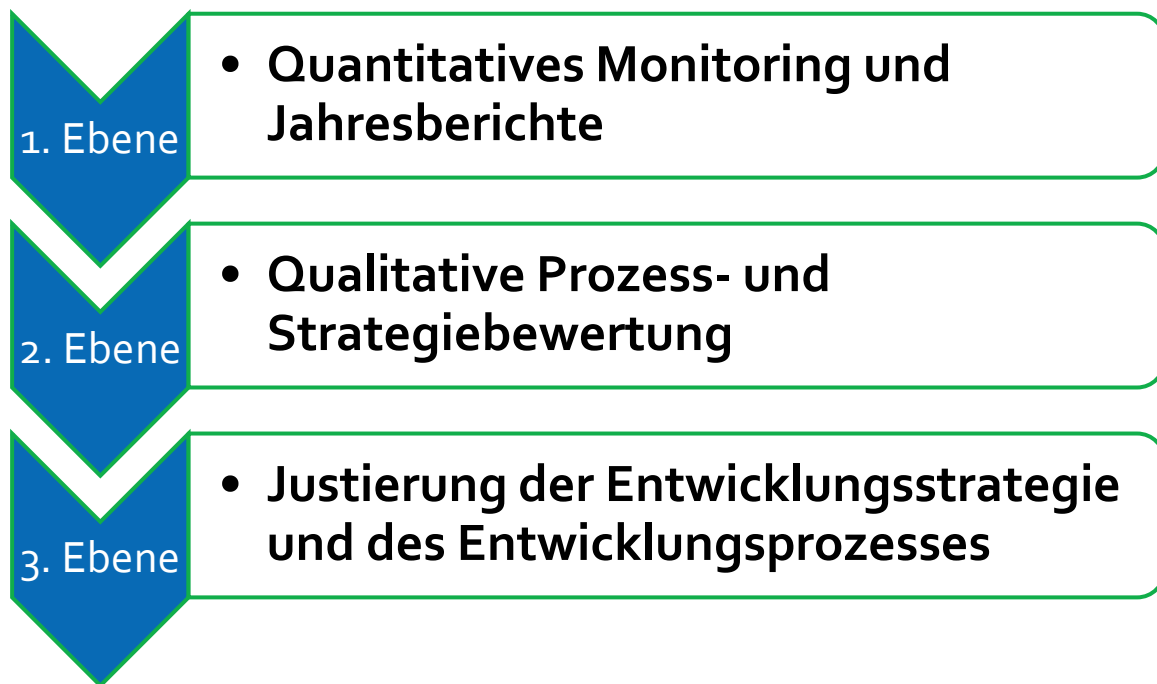 1. Ebene
• Quantitatives Monitoring und
Jahresberichte
2. Ebene
• Qualitative Prozess- und
Strategiebewertung
3. Ebene
• Justierung der Entwicklungsstrategie
und des Entwicklungsprozesses